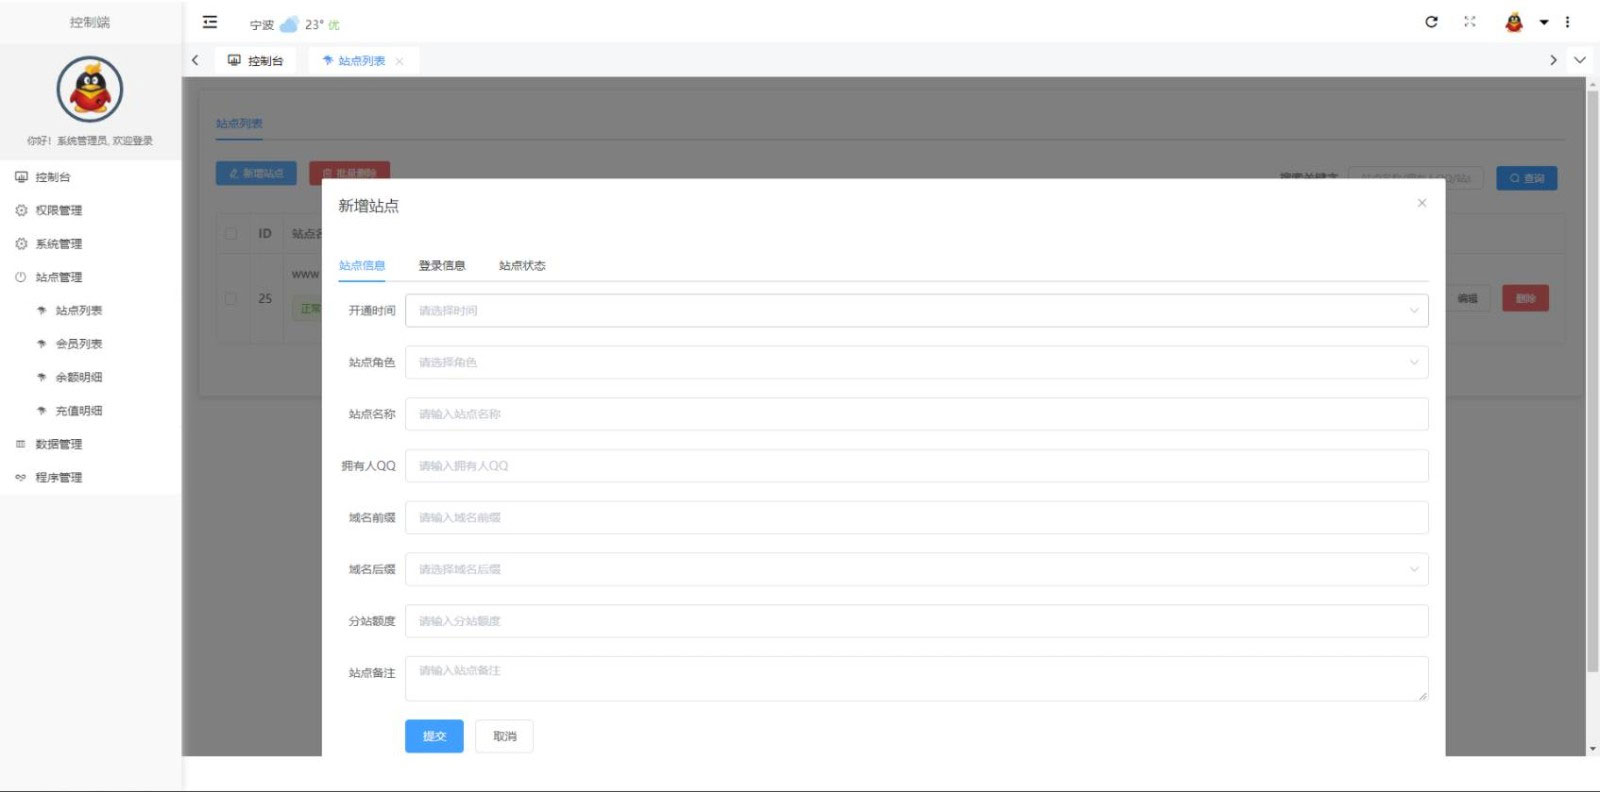 控制端
宁波 23° 优
控制台 站点列表
你好！系统管理员, 欢迎登录
控制台
权限管理
系统管理
站点管理
站点列表
会员列表
余额明细
充值明细
数据管理
程序管理
站点列表
新增站点 批量删除 搜索关键字 查询
ID 站点名
25 www
正常
编辑 删除
新增站点
站点信息 登录信息 站点状态
开通时间 请选择时间
站点角色 请选择角色
站点名称 请输入站点名称
拥有人QQ 请输入拥有人QQ
域名前缀 请输入域名前缀
域名后缀 请选择域名后缀
分站额度 请输入分站额度
站点备注 请输入站点备注
提交 取消